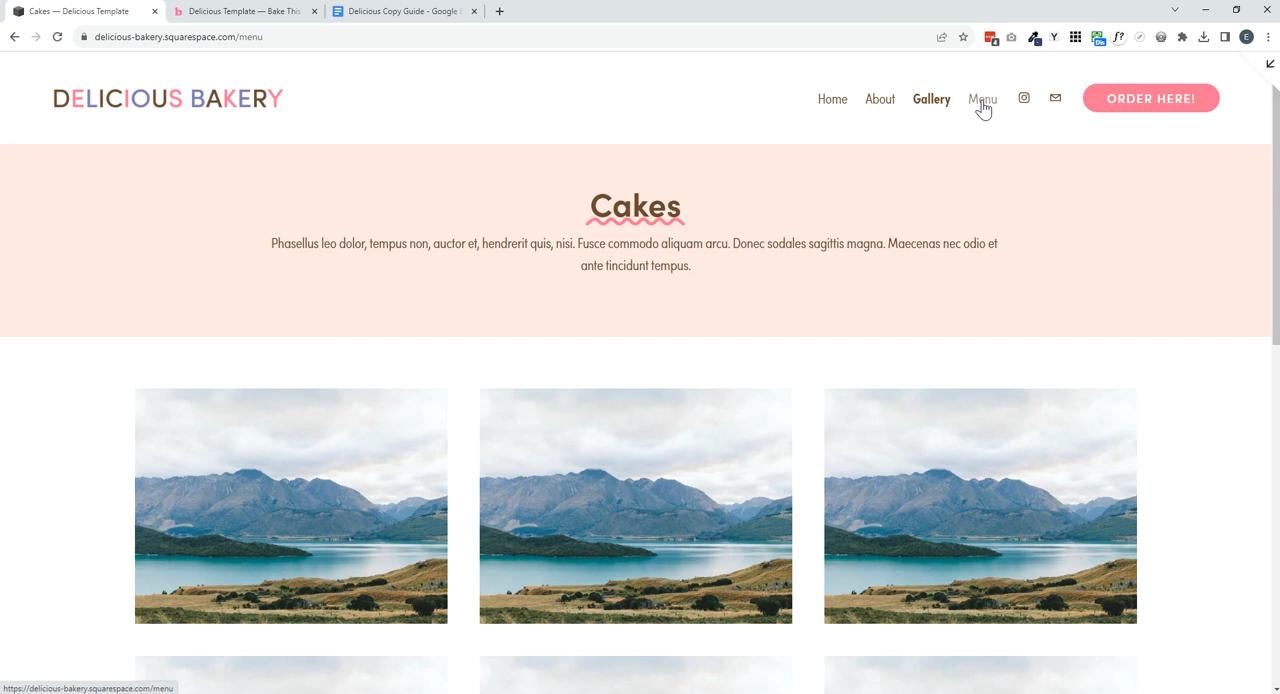 Cakes — Delicious Template
Delicious Template — Bake This
Delicious Copy Guide - Google
delicious-bakery.squarespace.com/menu
DELICIOUS BAKERY
Home About Gallery Menu ORDER HERE!
Cakes
Phasellus leo dolor, tempus non, auctor et, hendrerit quis, nisi. Fusce commodo aliquam arcu. Donec sodales sagittis magna. Maecenas nec odio et
ante tincidunt tempus.
https://delicious-bakery.squarespace.com/menu